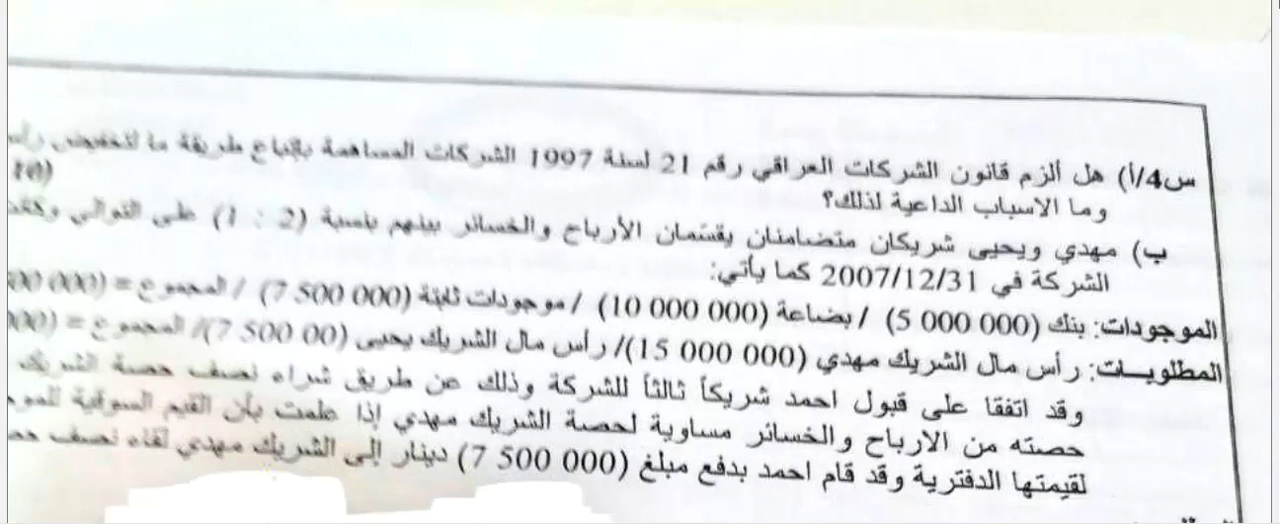 س4/أ) هل ألزم قانون الشركات العراقي رقم 21 لسنة 1997 الشركات المساهمة بإتباع طريقة ما لتخفيض
وما الاسباب الداعية لذلك؟
ب) مهدي ويحيى شريكان متضامنان يقتسمان الأرباح والخسائر بينهم بنسبة (2 : 1) على التوالي
الشركة في 2007/12/31 كما يأتي:
الموجودات: بنك (000 000 5) / بضاعة (000 000 10) / موجودات ثابتة (000 500 7) / المجموع =
المطلوبات: رأس مال الشريك مهدي (000 000 15)/ رأس مال الشريك يحيى (00 500 7)/ المجموع =
وقد اتفقا على قبول احمد شريكاً ثالثاً للشركة وذلك عن طريق شراء نصف حصة الشريك
حصته من الارباح والخسائر مساوية لحصة الشريك مهدي إذا علمت بأن القيم السوقية
لقيمتها الدفترية وقد قام احمد بدفع مبلغ (000 500 7) دينار إلى الشريك مهدي لقاء نصف